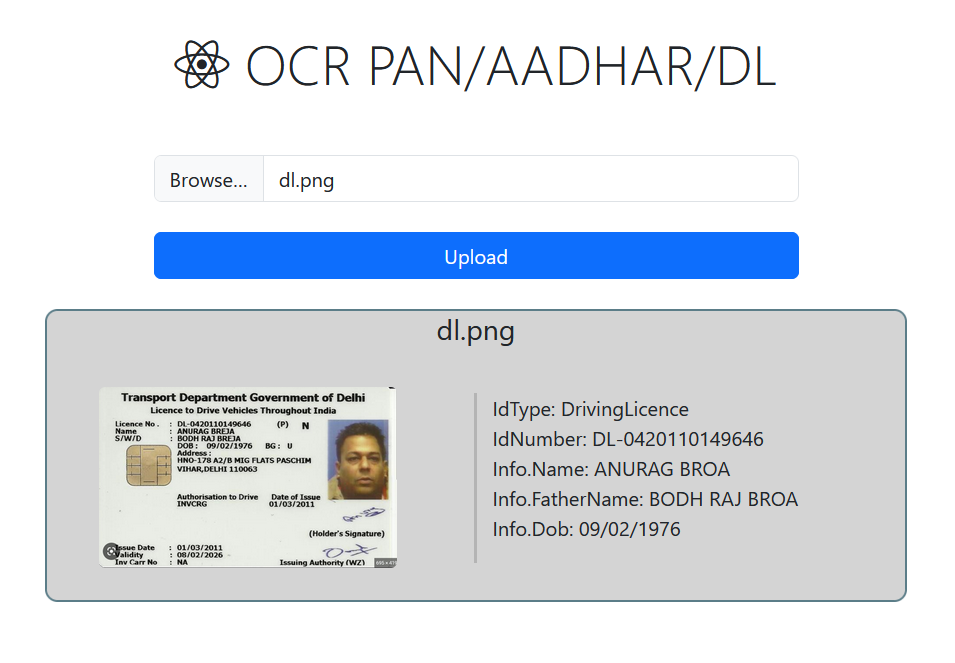 OCR PAN/AADHAR/DL
Browse... dl.png
Upload
dl.png
Transport Department Government of Delhi
Licence to Drive Vehicles Throughout India
Licence No. : DL-0420110149646 (P) N
Name : ANURAG BREJA
S/W/D : BODH RAJ BREJA
DOB : 09/02/1976 BG : U
Address :
HNO-178 A2/B MIG FLATS PASCHIM
VIHAR,DELHI 110063
Authorisation to Drive Date of Issue
INVCRG 01/03/2011
(Holder's Signature)
Issue Date : 01/03/2011
Validity : 08/02/2026
Inv Carr No : NA Issuing Authority (WZ)
IdType: DrivingLicence
IdNumber: DL-0420110149646
Info.Name: ANURAG BROA
Info.FatherName: BODH RAJ BROA
Info.Dob: 09/02/1976